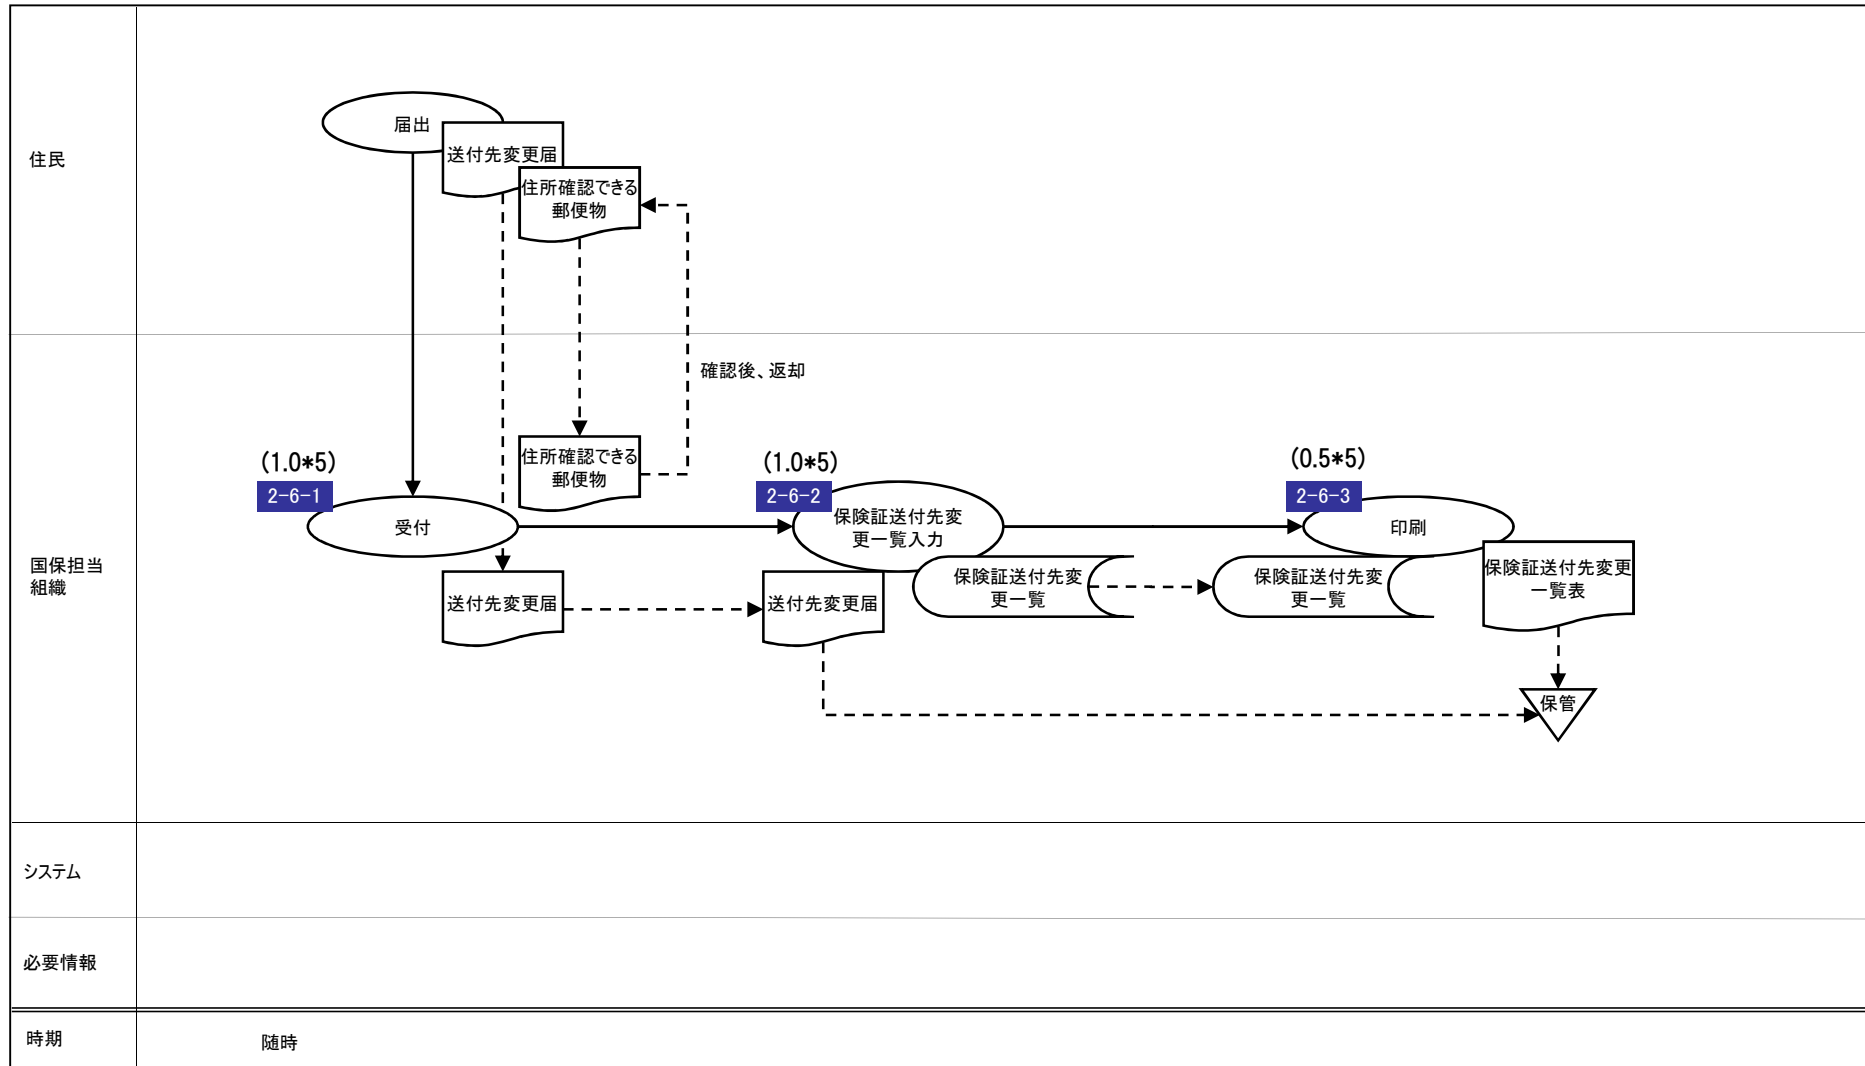 住民
届出
送付先変更届
住所確認できる
郵便物
確認後、返却
国保担当
組織
(1.0*5)
2-6-1
受付
住所確認できる
郵便物
送付先変更届
(1.0*5)
2-6-2
保険証送付先変
更一覧入力
送付先変更届
保険証送付先変
更一覧
(0.5*5)
2-6-3
印刷
保険証送付先変
更一覧
保険証送付先変更
一覧表
保管
システム
必要情報
時期
随時